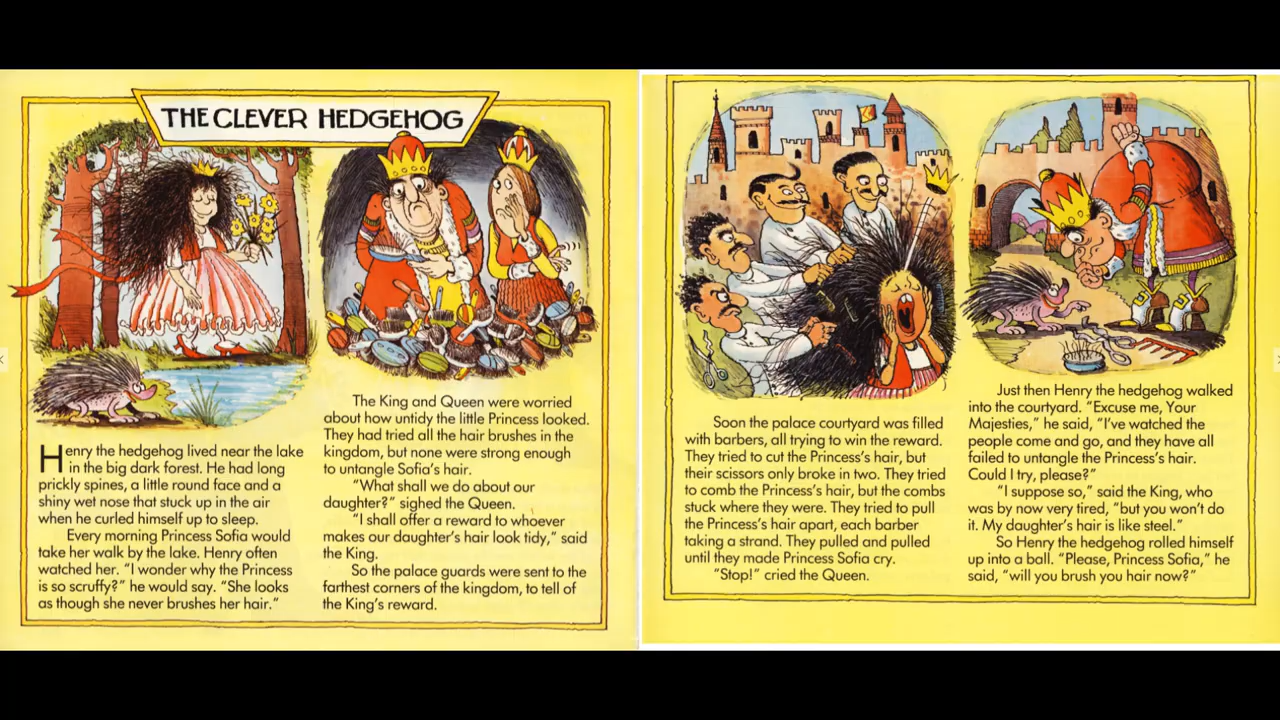 THE CLEVER HEDGEHOG
Henry the hedgehog lived near the lake
in the big dark forest. He had long
prickly spines, a little round face and a
shiny wet nose that stuck up in the air
when he curled himself up to sleep.
Every morning Princess Sofia would
take her walk by the lake. Henry often
watched her. “I wonder why the Princess
is so scruffy?” he would say. “She looks
as though she never brushes her hair.”
The King and Queen were worried
about how untidy the little Princess looked.
They had tried all the hair brushes in the
kingdom, but none were strong enough
to untangle Sofia’s hair.
“What shall we do about our
daughter?” sighed the Queen.
“I shall offer a reward to whoever
makes our daughter’s hair look tidy,” said
the King.
So the palace guards were sent to the
farthest corners of the kingdom, to tell of
the King’s reward.
Soon the palace courtyard was filled
with barbers, all trying to win the reward.
They tried to cut the Princess’s hair, but
their scissors only broke in two. They tried
to comb the Princess’s hair, but the combs
stuck where they were. They tried to pull
the Princess’s hair apart, each barber
taking a strand. They pulled and pulled
until they made Princess Sofia cry.
“Stop!” cried the Queen.
Just then Henry the hedgehog walked
into the courtyard. “Excuse me, Your
Majesties,” he said, “I’ve watched the
people come and go, and they have all
failed to untangle the Princess’s hair.
Could I try, please?”
“I suppose so,” said the King, who
was by now very tired, “but you won’t do
it. My daughter’s hair is like steel.”
So Henry the hedgehog rolled himself
up into a ball. “Please, Princess Sofia,” he
said, “will you brush you hair now?”